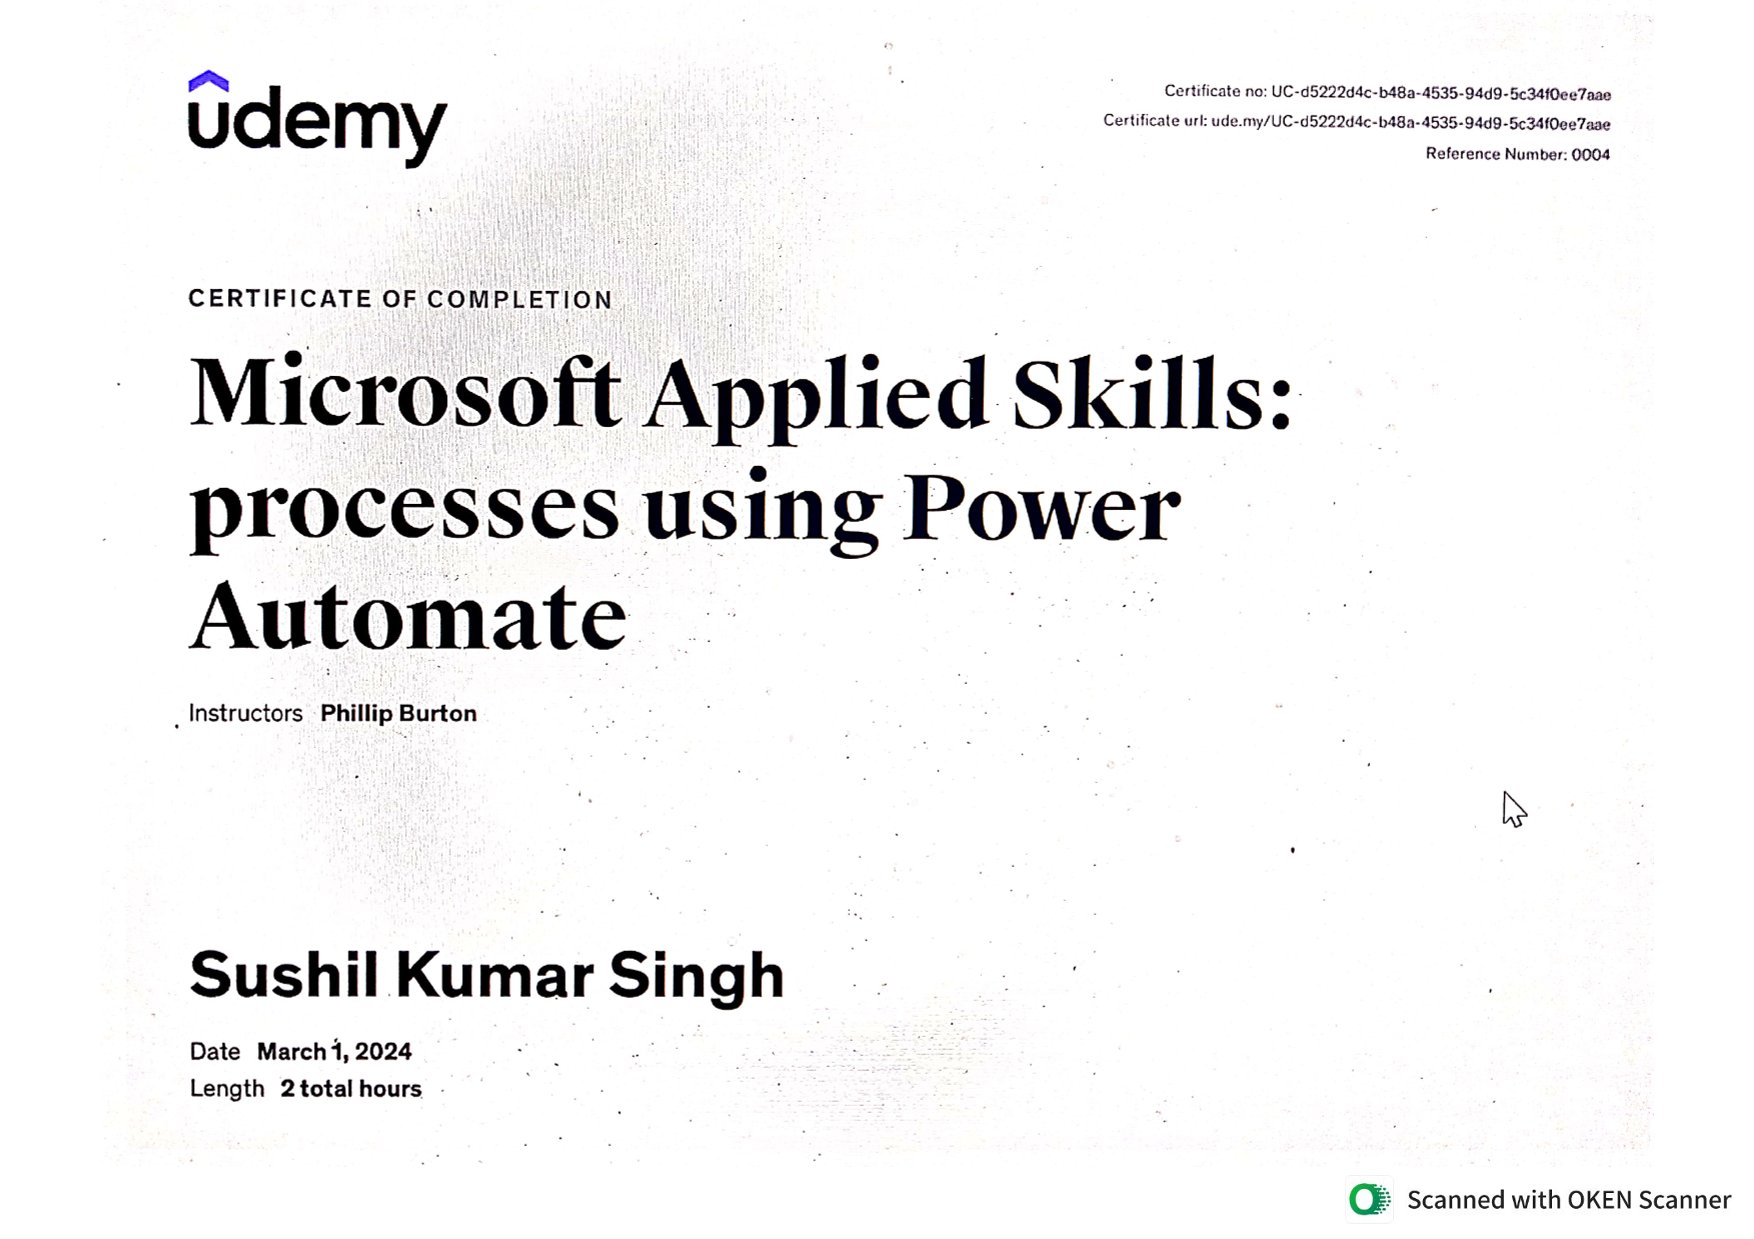 udemy
Certificate no: UC-d5222d4c-b48a-4535-94d9-5c34f0ee7aae
Certificate url: ude.my/UC-d5222d4c-b48a-4535-94d9-5c34f0ee7aae
Reference Number: 0004
CERTIFICATE OF COMPLETION
Microsoft Applied Skills:
processes using Power
Automate
Instructors Phillip Burton
Sushil Kumar Singh
Date March 1, 2024
Length 2 total hours
Scanned with OKEN Scanner